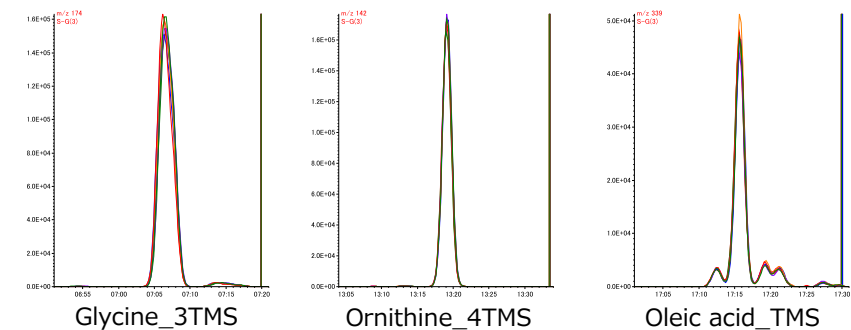 m/z 174
S-G(3)
1.6E+05
1.4E+05
1.2E+05
1.0E+05
8.0E+04
6.0E+04
4.0E+04
2.0E+04
0.0E+00
06:55 07:00 07:05 07:10 07:15 07:20
Glycine_3TMS
m/z 142
S-G(3)
1.6E+05
1.4E+05
1.2E+05
1.0E+05
8.0E+04
6.0E+04
4.0E+04
2.0E+04
0.0E+00
13:05 13:10 13:15 13:20 13:25 13:30
Ornithine_4TMS
m/z 339
S-G(3)
5.0E+04
4.0E+04
3.0E+04
2.0E+04
1.0E+04
0.0E+00
17:05 17:10 17:15 17:20 17:25 17:30
Oleic acid_TMS